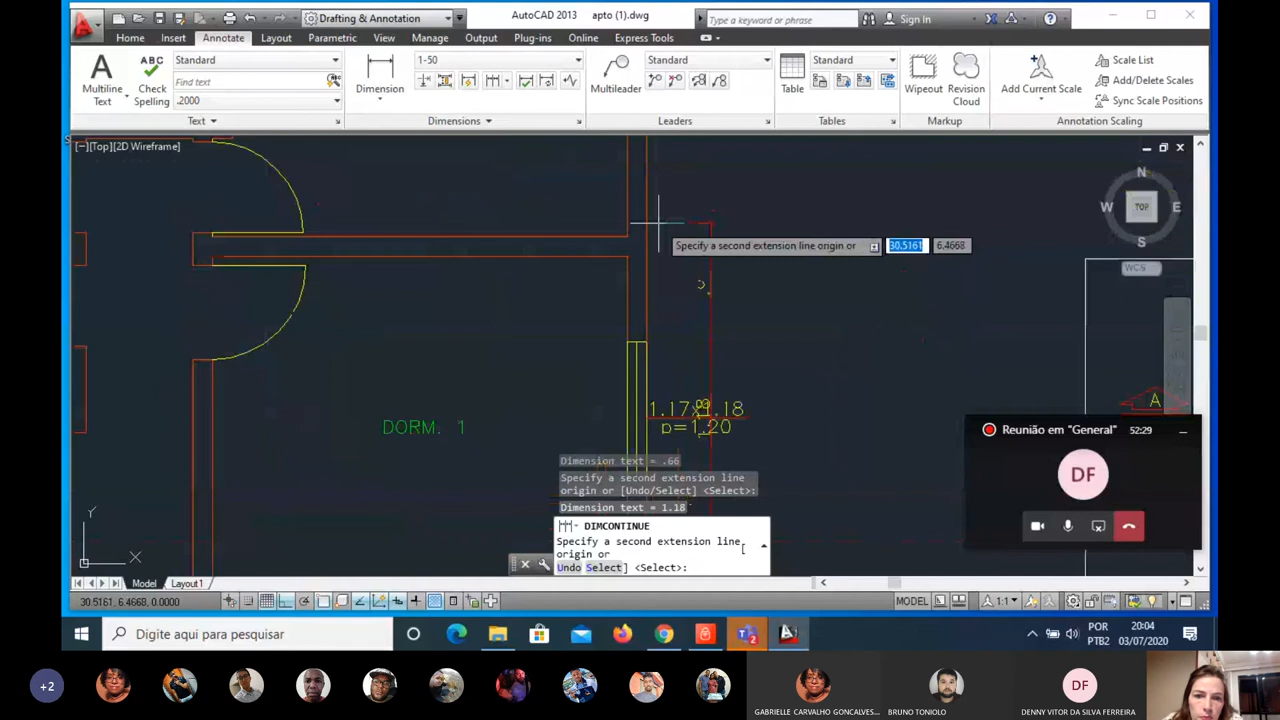 Drafting & Annotation
AutoCAD 2013 apto (1).dwg
Type a keyword or phrase
Sign In
Home Insert Annotate Layout Parametric View Manage Output Plug-ins Online Express Tools
Multiline Text
ABC
Check Spelling
Standard
Find text
.2000
Dimension
1-50
Multileader
Standard
Table
Standard
Wipeout
Revision Cloud
Add Current Scale
Scale List
Add/Delete Scales
Sync Scale Positions
Text
Dimensions
Leaders
Tables
Markup
Annotation Scaling
[−][Top][2D Wireframe]
N
W TOP E
S
WCS
Specify a second extension line origin or 30.5161 6.4668
1.17x1.18
p=1.20
DORM. 1
A
Reunião em "General" 52:29
DF
Dimension text = .66
Specify a second extension line
origin or [Undo/Select] <Select>:
Dimension text = 1.18
DIMCONTINUE
Specify a second extension line
origin or
Undo Select] <Select>:
Y
X
Model Layout1
30.5161, 6.4668, 0.0000
MODEL
1:1
Digite aqui para pesquisar
POR
PTB2
20:04
03/07/2020
+2
GABRIELLE CARVALHO GONCALVES...
BRUNO TONIOLO
DF
DENNY VITOR DA SILVA FERREIRA